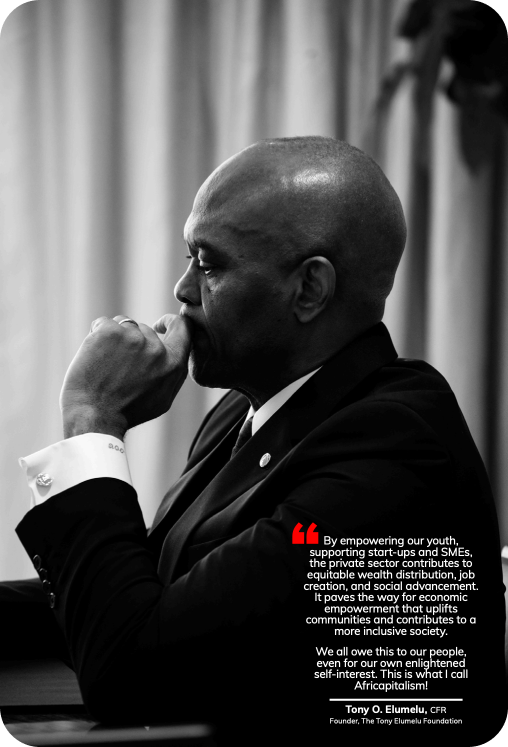 ❝ By empowering our youth,
supporting start-ups and SMEs,
the private sector contributes to
equitable wealth distribution, job
creation, and social advancement.
It paves the way for economic
empowerment that uplifts
communities and contributes to a
more inclusive society.
We all owe this to our people,
even for our own enlightened
self-interest. This is what I call
Africapitalism!
Tony O. Elumelu, CFR
Founder, The Tony Elumelu Foundation